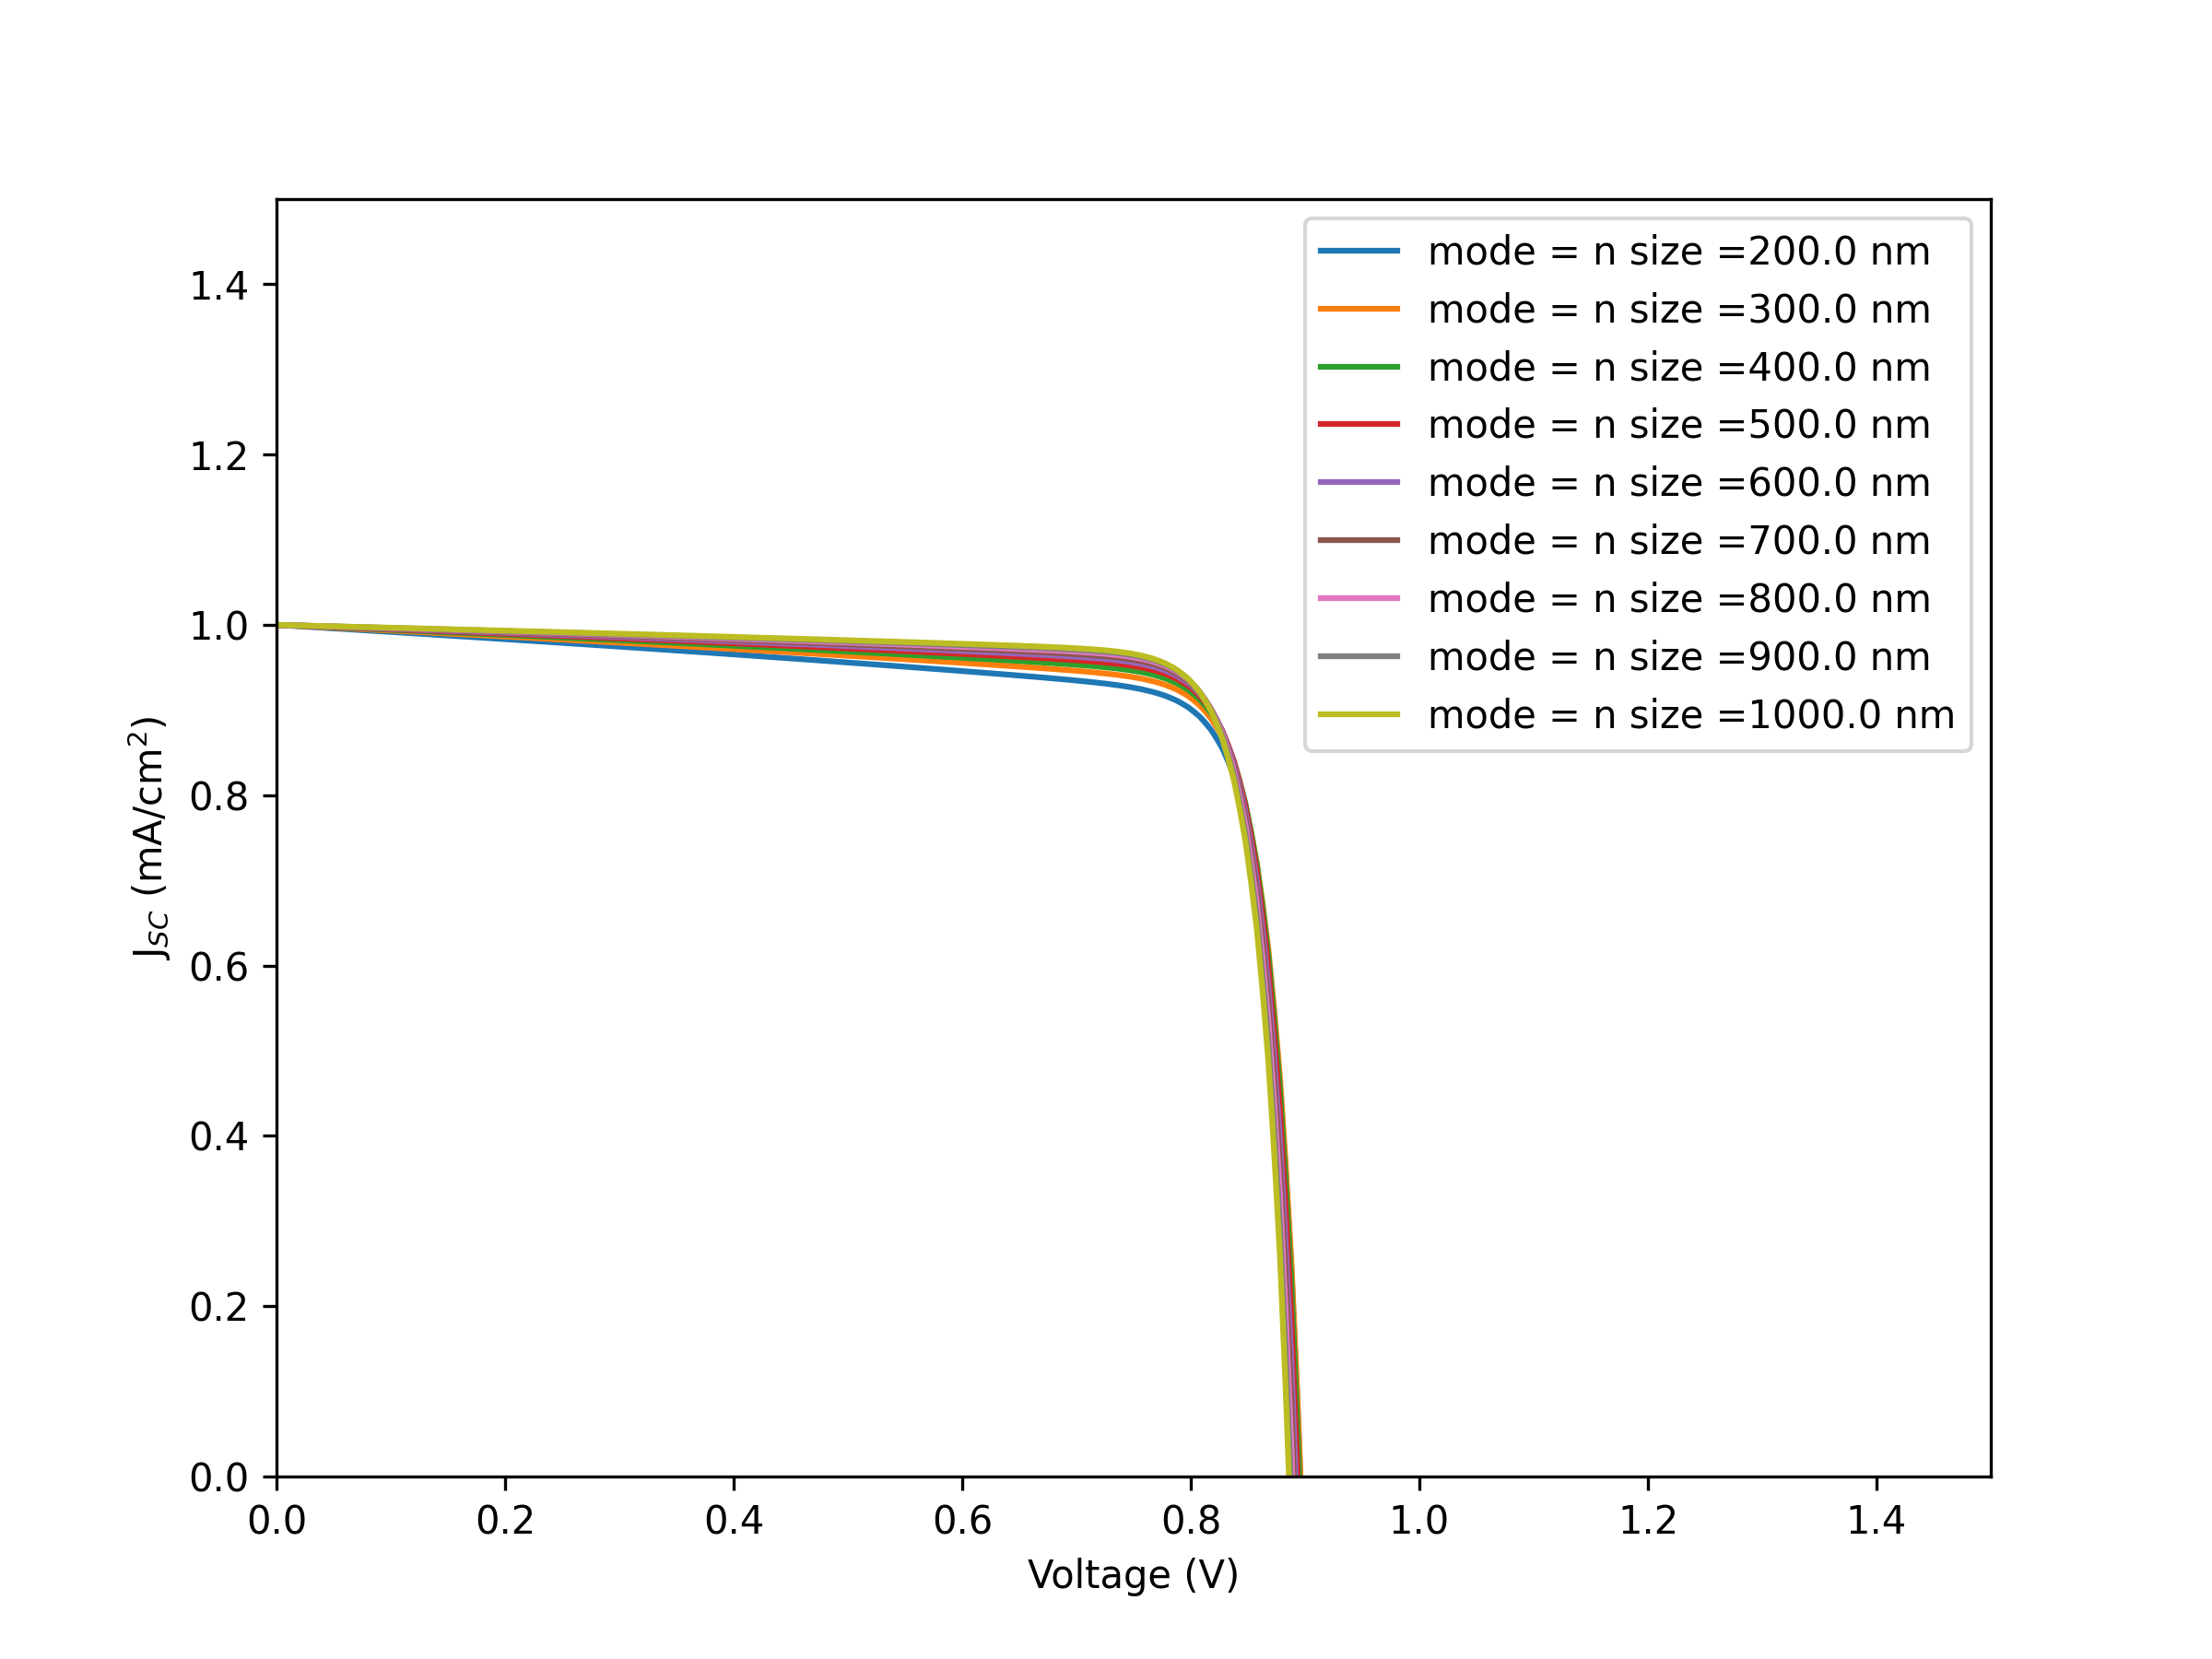 mode = n size =200.0 nm
mode = n size =300.0 nm
mode = n size =400.0 nm
mode = n size =500.0 nm
mode = n size =600.0 nm
mode = n size =700.0 nm
mode = n size =800.0 nm
mode = n size =900.0 nm
mode = n size =1000.0 nm
1.4
1.2
1.0
0.8
0.6
0.4
0.2
0.0
J_SC (mA/cm²)
0.0 0.2 0.4 0.6 0.8 1.0 1.2 1.4
Voltage (V)